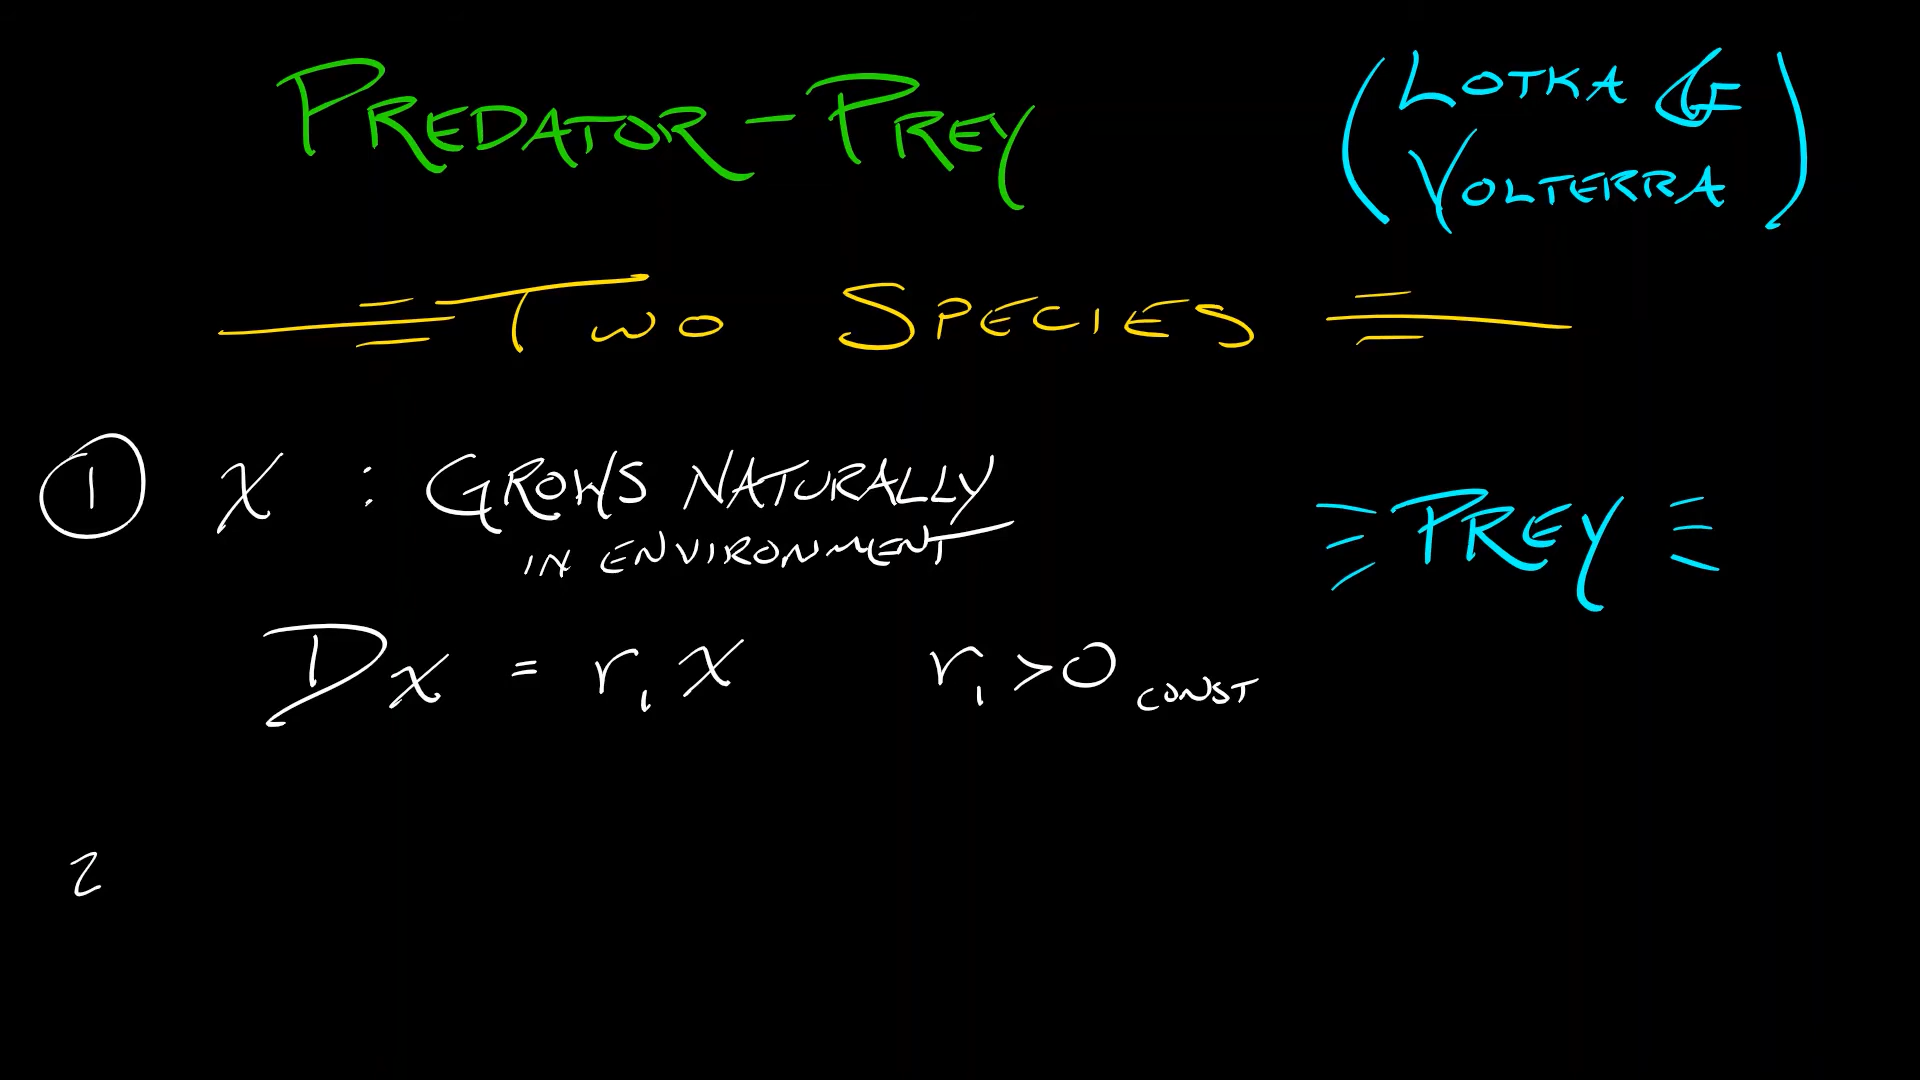 PREDATOR-PREY
(LOTKA &
VOLTERRA)
TWO SPECIES
1 x : GROWS NATURALLY
IN ENVIRONMENT
PREY
Dx = r₁x r₁>0 CONST
2